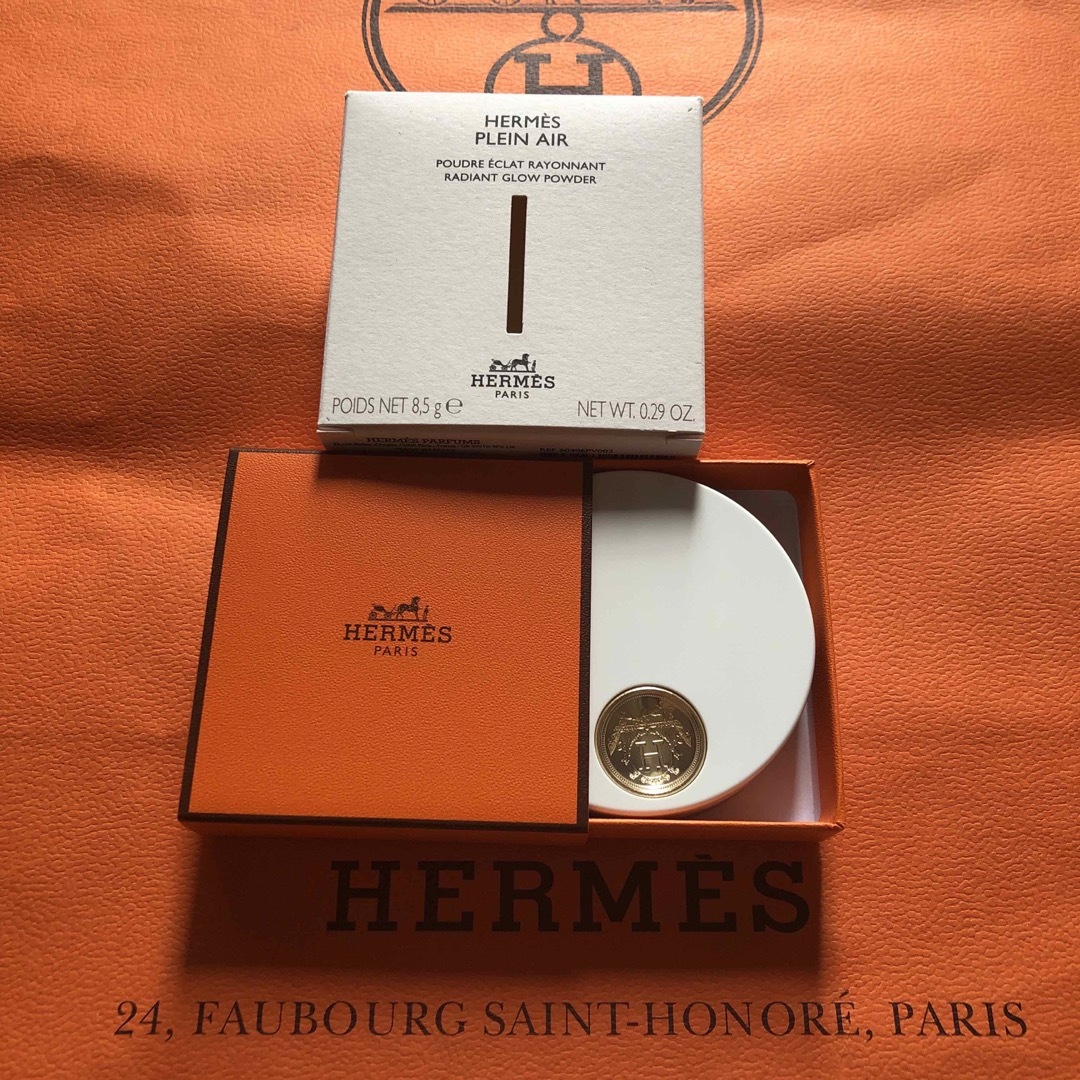 H
HERMÈS
PLEIN AIR
POUDRE ÉCLAT RAYONNANT
RADIANT GLOW POWDER
HERMÈS
PARIS
POIDS NET 8,5 g ℮
NET WT. 0.29 OZ.
HERMÈS PARFUMS
HERMÈS
PARIS
H
HERMÈS
24, FAUBOURG SAINT-HONORÉ, PARIS